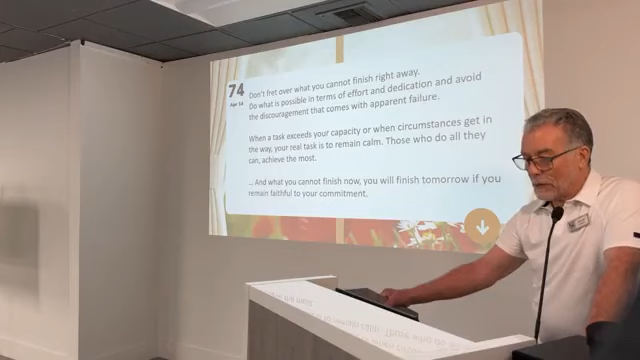 74
Age 14
Don't fret over what you cannot finish right away.
Do what is possible in terms of effort and dedication and avoid
the discouragement that comes with apparent failure.
When a task exceeds your capacity or when circumstances get in
the way, your real task is to remain calm. Those who do all they
can, achieve the most.
... And what you cannot finish now, you will finish tomorrow if you
remain faithful to your commitment.